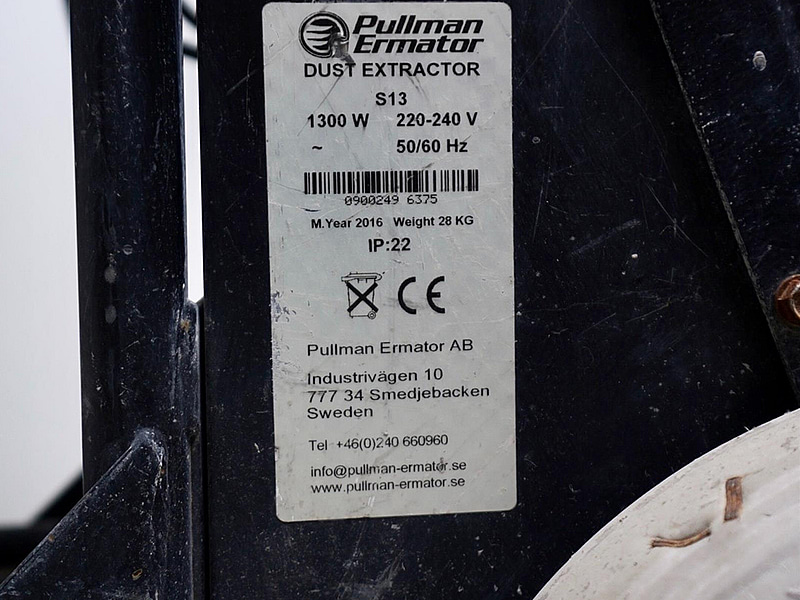 Pullman
Ermator
DUST EXTRACTOR
S13
1300 W 220-240 V
~ 50/60 Hz
0900249 6375
M.Year 2016 Weight 28 KG
IP:22
CE
Pullman Ermator AB
Industrivägen 10
777 34 Smedjebacken
Sweden
Tel +46(0)240 660960
info@pullman-ermator.se
www.pullman-ermator.se